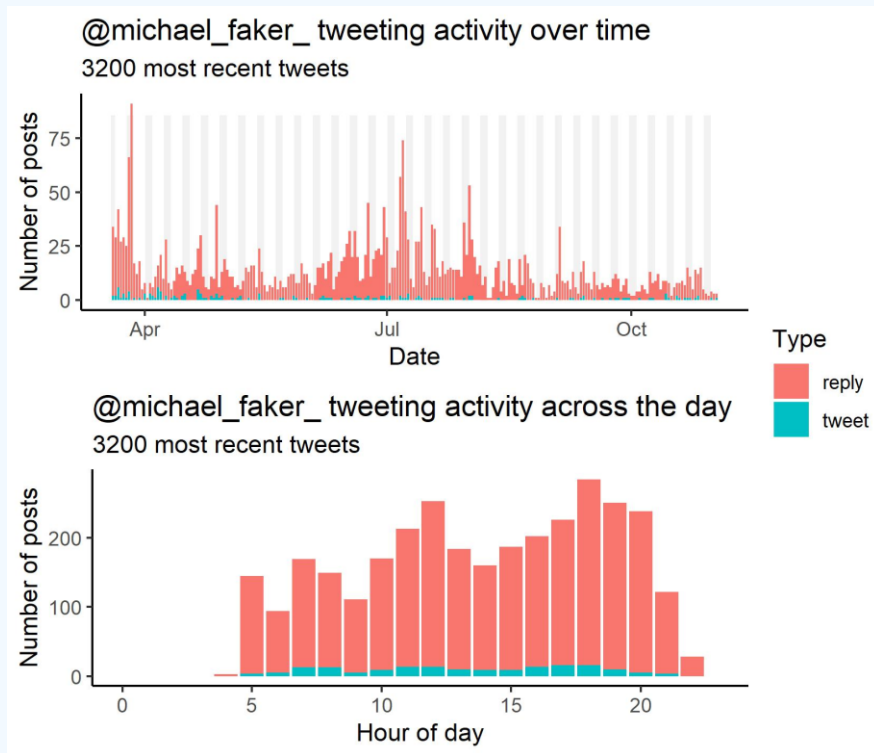 @michael_faker_ tweeting activity over time
3200 most recent tweets
Number of posts
75
50
25
0
Apr
Jul
Oct
Date
Type
reply
tweet
@michael_faker_ tweeting activity across the day
3200 most recent tweets
Number of posts
200
100
0
0
5
10
15
20
Hour of day